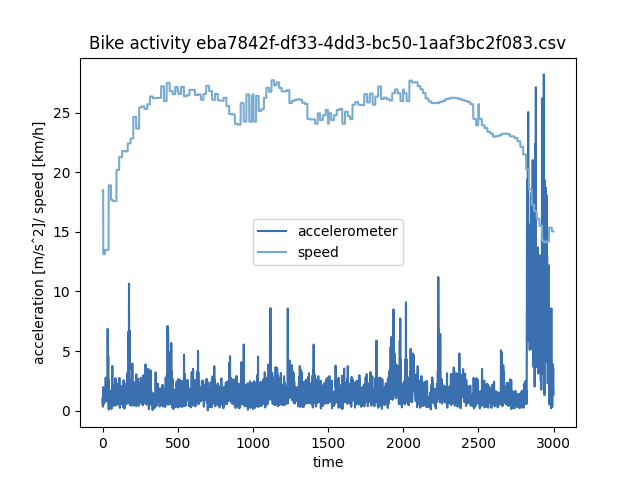 Bike activity eba7842f-df33-4dd3-bc50-1aaf3bc2f083.csv
acceleration [m/s^2]/ speed [km/h]
25
20
15
10
5
0
accelerometer
speed
0 500 1000 1500 2000 2500 3000
time